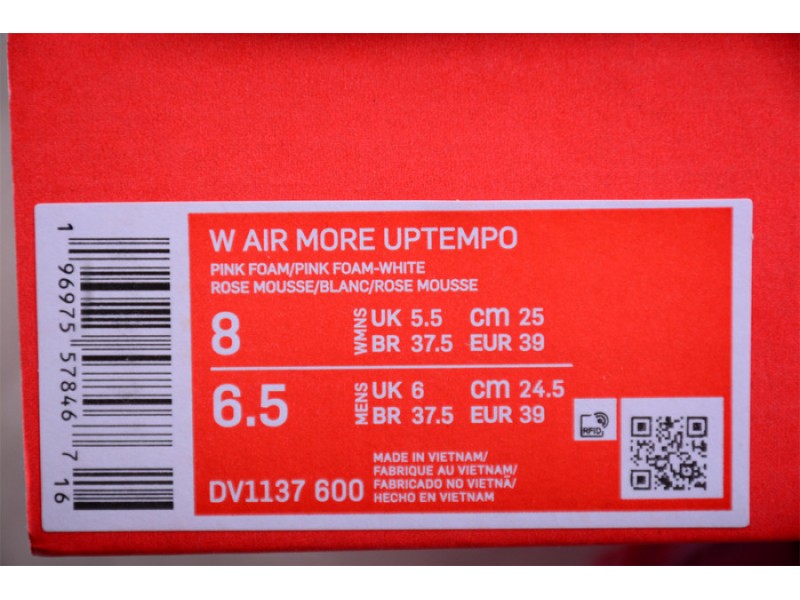 W AIR MORE UPTEMPO
PINK FOAM/PINK FOAM-WHITE
ROSE MOUSSE/BLANC/ROSE MOUSSE
8 WMNS UK 5.5 CM 25
BR 37.5 EUR 39
6.5 MENS UK 6 CM 24.5
BR 37.5 EUR 39
RFID
MADE IN VIETNAM/
FABRIQUE AU VIETNAM/
FABRICADO NO VIETNÃ/
HECHO EN VIETNAM
DV1137 600
1 96975 57846 7 16